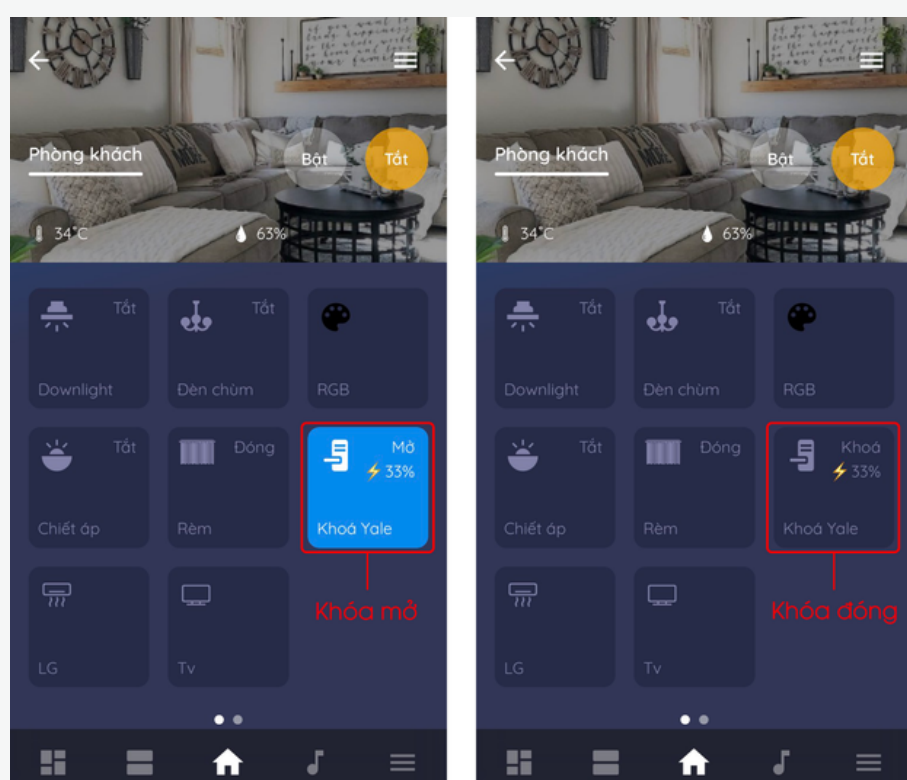 Phòng khách
Bật
Tắt
34°C
63%
Tắt
Downlight
Tắt
Đèn chùm
RGB
Tắt
Chiết áp
Đóng
Rèm
Mở
33%
Khoá Yale
Khóa mở
LG
Tv
Phòng khách
Bật
Tắt
34°C
63%
Tắt
Downlight
Tắt
Đèn chùm
RGB
Tắt
Chiết áp
Đóng
Rèm
Khoá
33%
Khoá Yale
Khóa đóng
LG
Tv